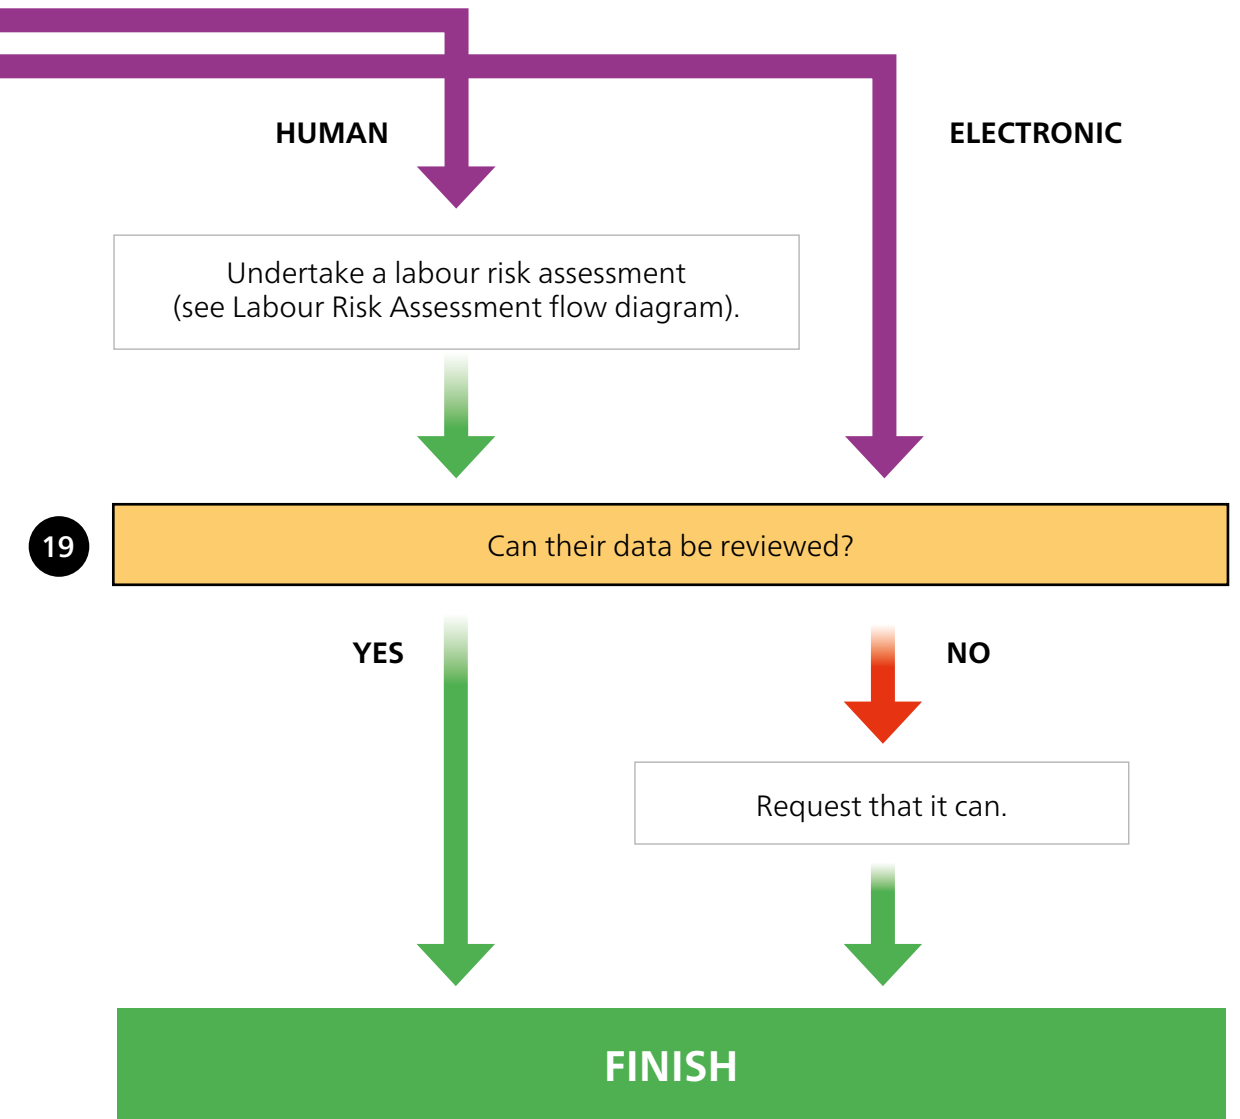 HUMAN
ELECTRONIC
Undertake a labour risk assessment
(see Labour Risk Assessment flow diagram).
19
Can their data be reviewed?
YES
NO
Request that it can.
FINISH